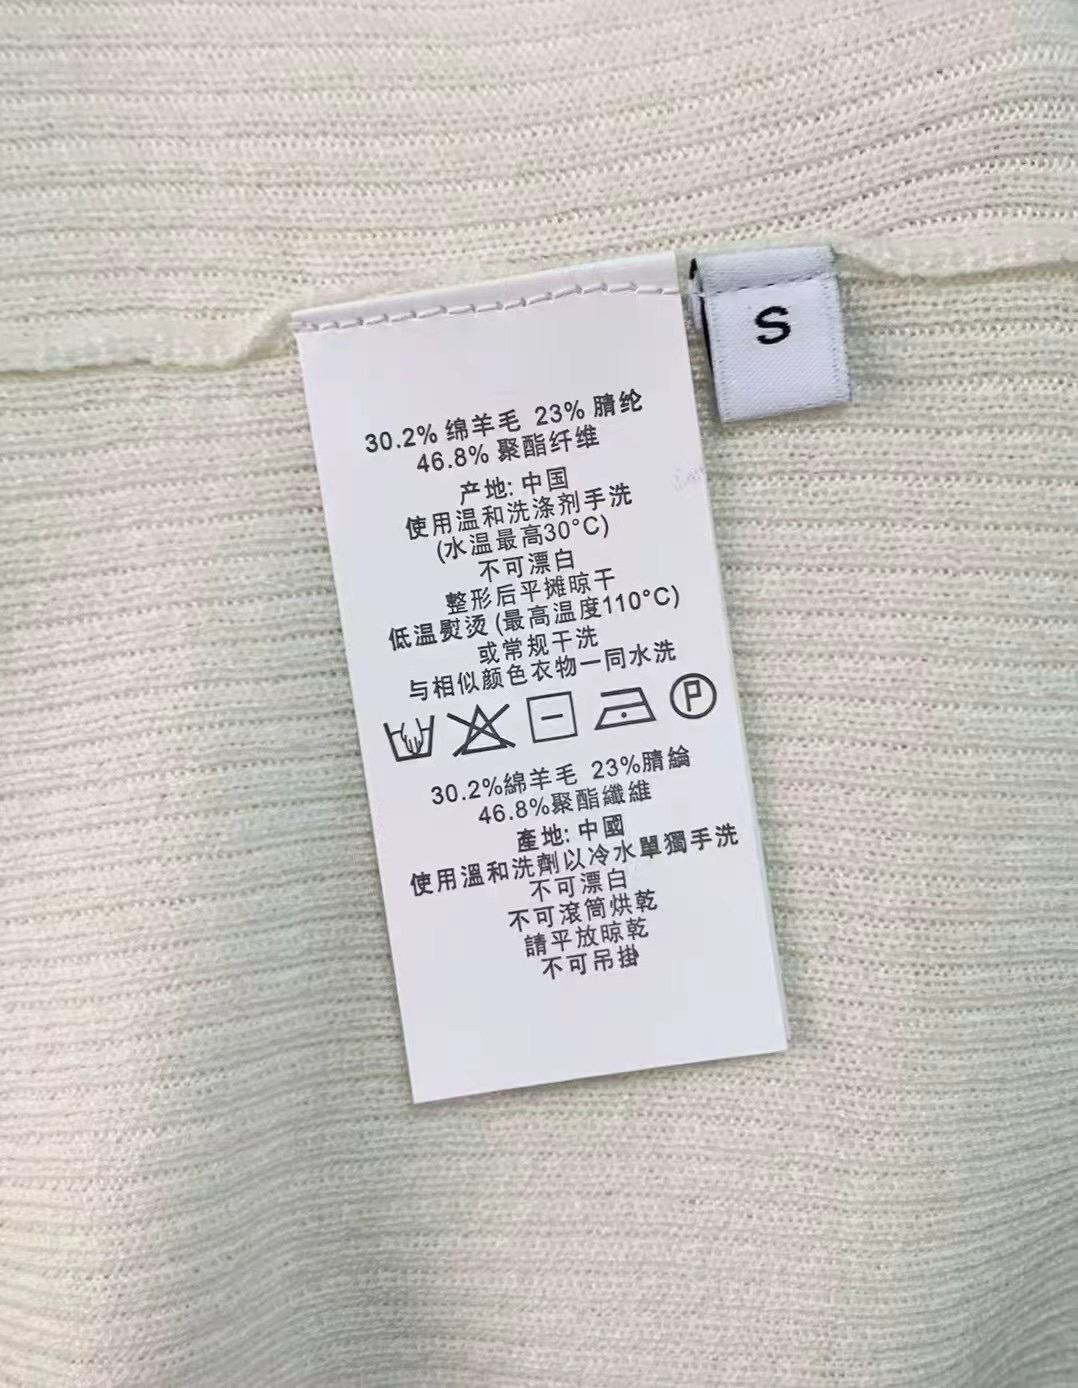 S
30.2% 绵羊毛 23% 腈纶
46.8% 聚酯纤维
产地: 中国
使用温和洗涤剂手洗
(水温最高30°C)
不可漂白
整形后平摊晾干
低温熨烫 (最高温度110°C)
或常规干洗
与相似颜色衣物一同水洗
P
30.2%綿羊毛 23%腈綸
46.8%聚酯纖維
產地: 中國
使用溫和洗劑以冷水單獨手洗
不可漂白
不可滾筒烘乾
請平放晾乾
不可吊掛